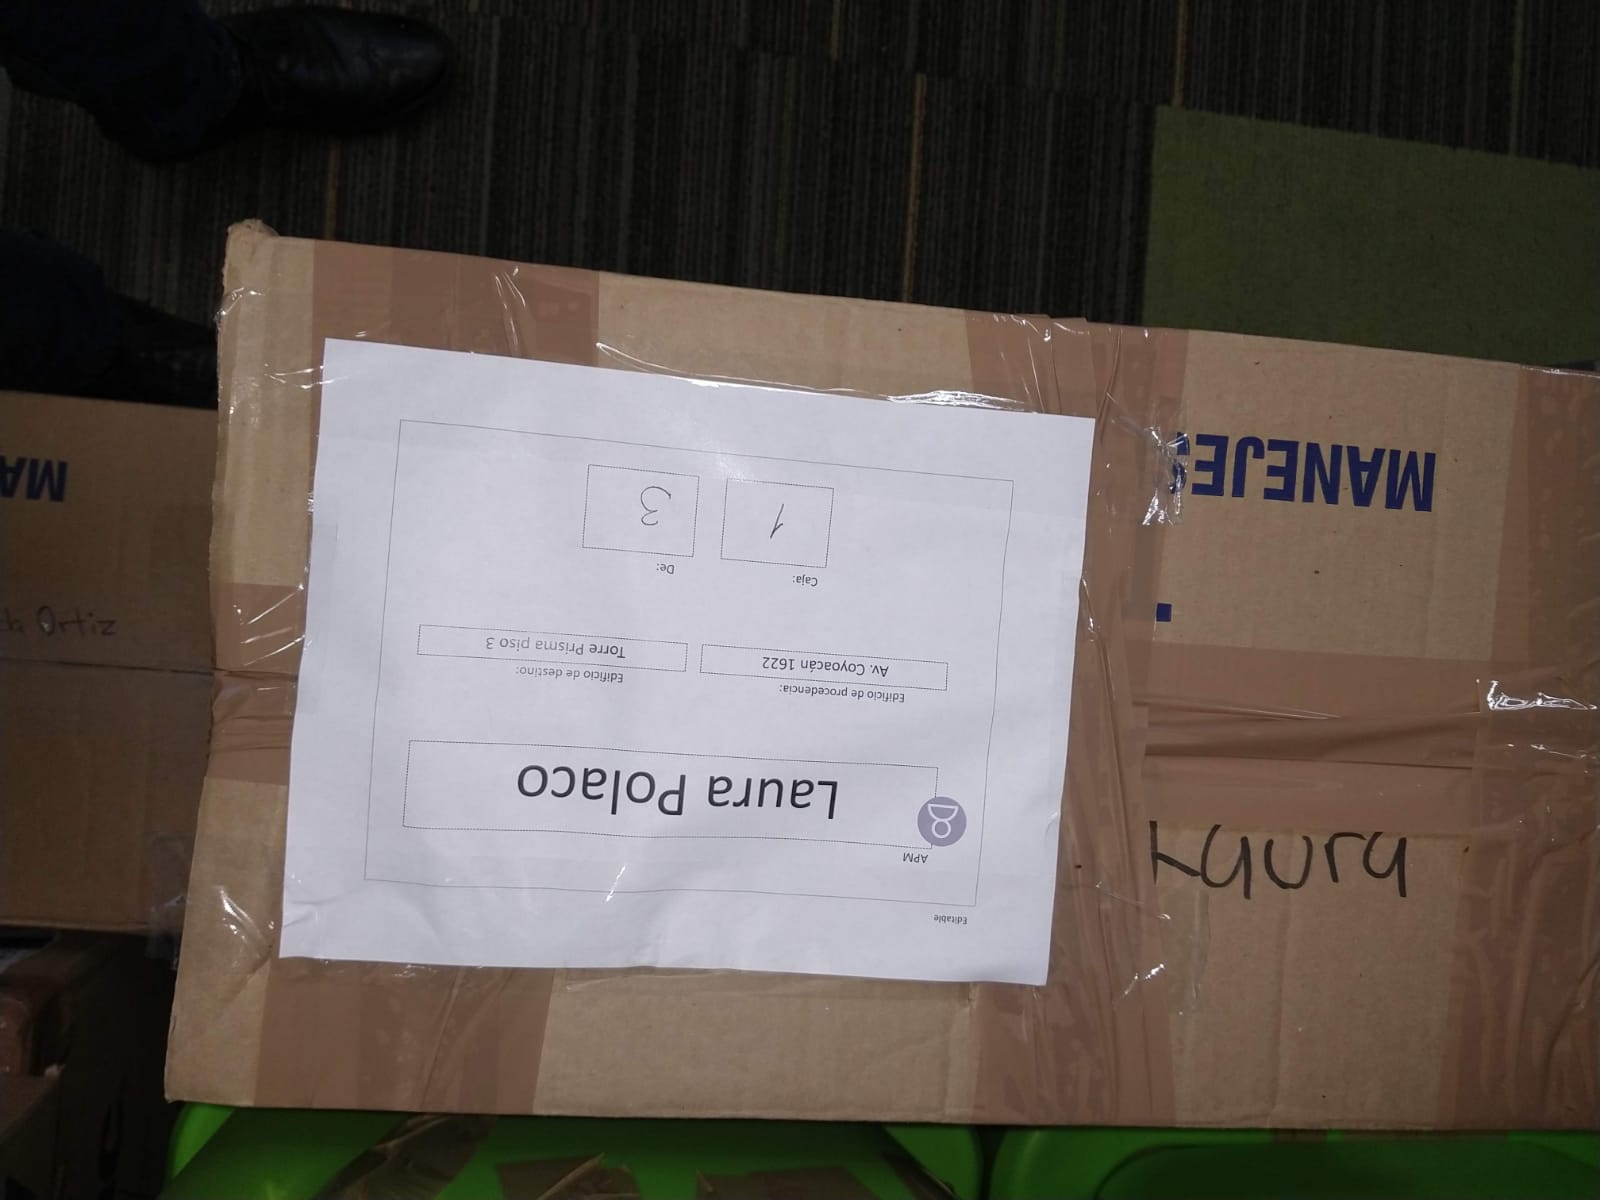 Editable
APM
Laura Polaco
Edificio de procedencia:
Edificio de destino:
Av. Coyoacán 1622
Torre Prisma piso 3
Caja:
De:
1
3
Laura
MANEJE
Ortiz
MA